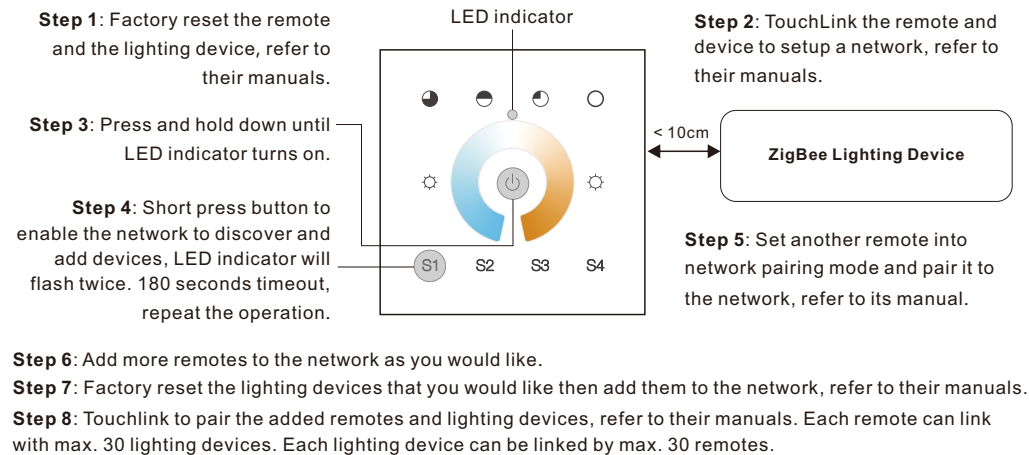 Step 1: Factory reset the remote
and the lighting device, refer to
their manuals.
LED indicator
Step 2: TouchLink the remote and
device to setup a network, refer to
their manuals.
Step 3: Press and hold down until
LED indicator turns on.
< 10cm
ZigBee Lighting Device
Step 4: Short press button to
enable the network to discover and
add devices, LED indicator will
flash twice. 180 seconds timeout,
repeat the operation.
S1 S2 S3 S4
Step 5: Set another remote into
network pairing mode and pair it to
the network, refer to its manual.
Step 6: Add more remotes to the network as you would like.
Step 7: Factory reset the lighting devices that you would like then add them to the network, refer to their manuals.
Step 8: Touchlink to pair the added remotes and lighting devices, refer to their manuals. Each remote can link
with max. 30 lighting devices. Each lighting device can be linked by max. 30 remotes.